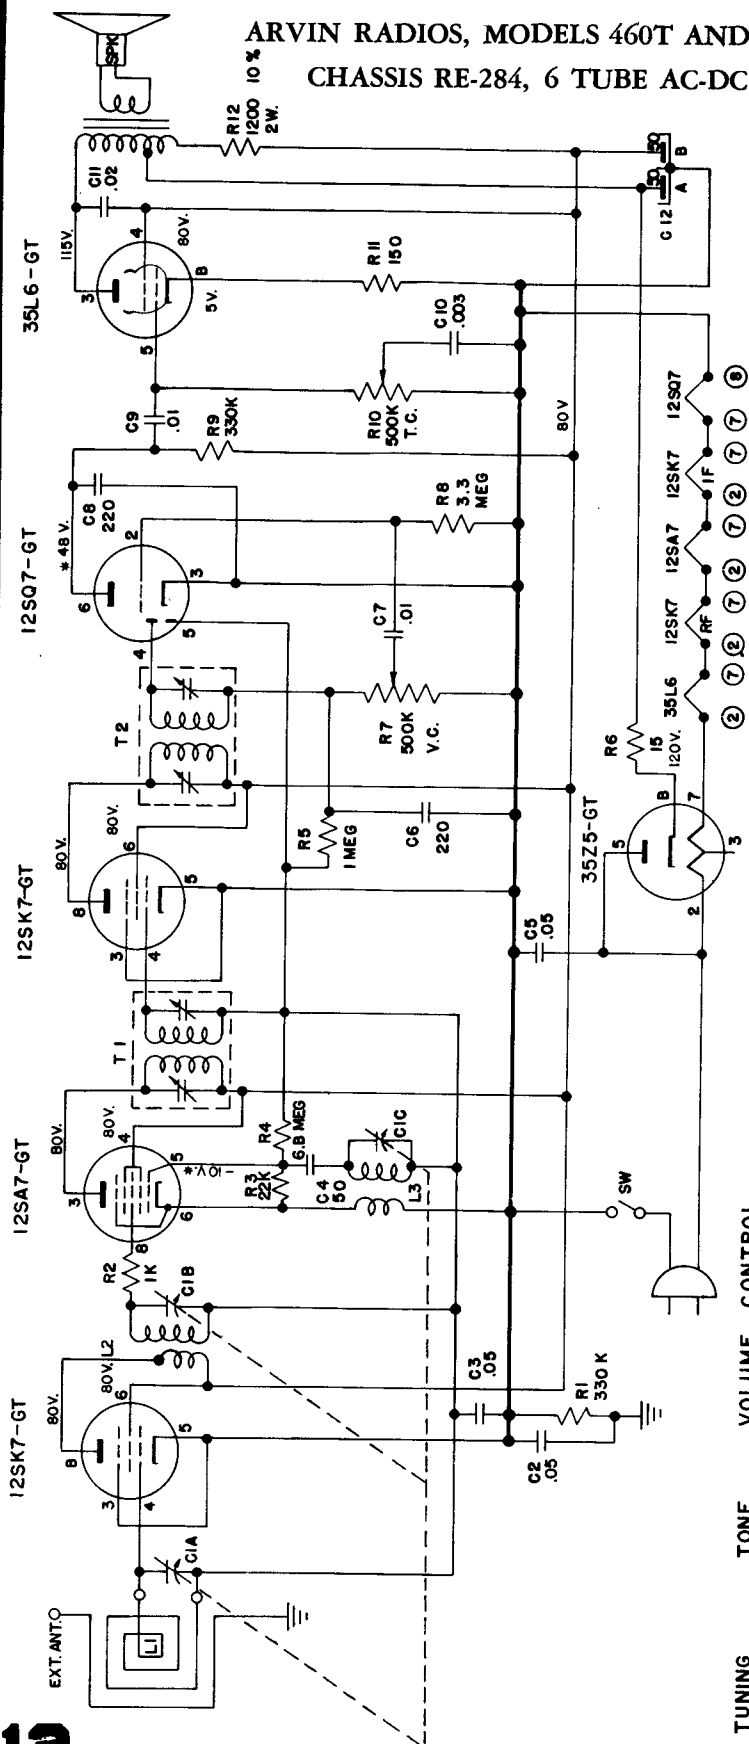 ARVIN RADIOS, MODELS 460T AND
CHASSIS RE-284, 6 TUBE AC-DC
SPK
R12
1200 10%
2W.
C11
.02
115V.
35L6-GT
3
4
80V.
8
5V.
5
R11
150
C10
.003
R10
500K
T.C.
C9
.01
R9
330K
50
50
A
B
C12
80V
* 48 V.
C8
220
12SQ7-GT
6
2
3
4
5
R8
3.3
MEG
C7
.01
R7
500K
V.C.
T2
80V.
80V.
12SK7-GT
8
6
5
3
4
R5
1 MEG
C6
220
R6
15
120V.
35Z5-GT
5
8
7
2
3
35L6
12SK7
RF
12SA7
12SK7
IF
12SQ7
2
7
2
7
2
7
2
7
7
8
C5
.05
T1
80V.
80V.
12SA7-GT
3
4
5
6
8
-10V.*
R4
6.8 MEG
R3
22K
C4
50
C1C
L3
SW
R2
1K
C1B
L2
80V.
80V.
12SK7-GT
8
6
5
3
4
C3
.05
R1
330 K
C2
.05
C1A
EXT. ANT.
L1
TUNING
TONE
VOLUME CONTROL